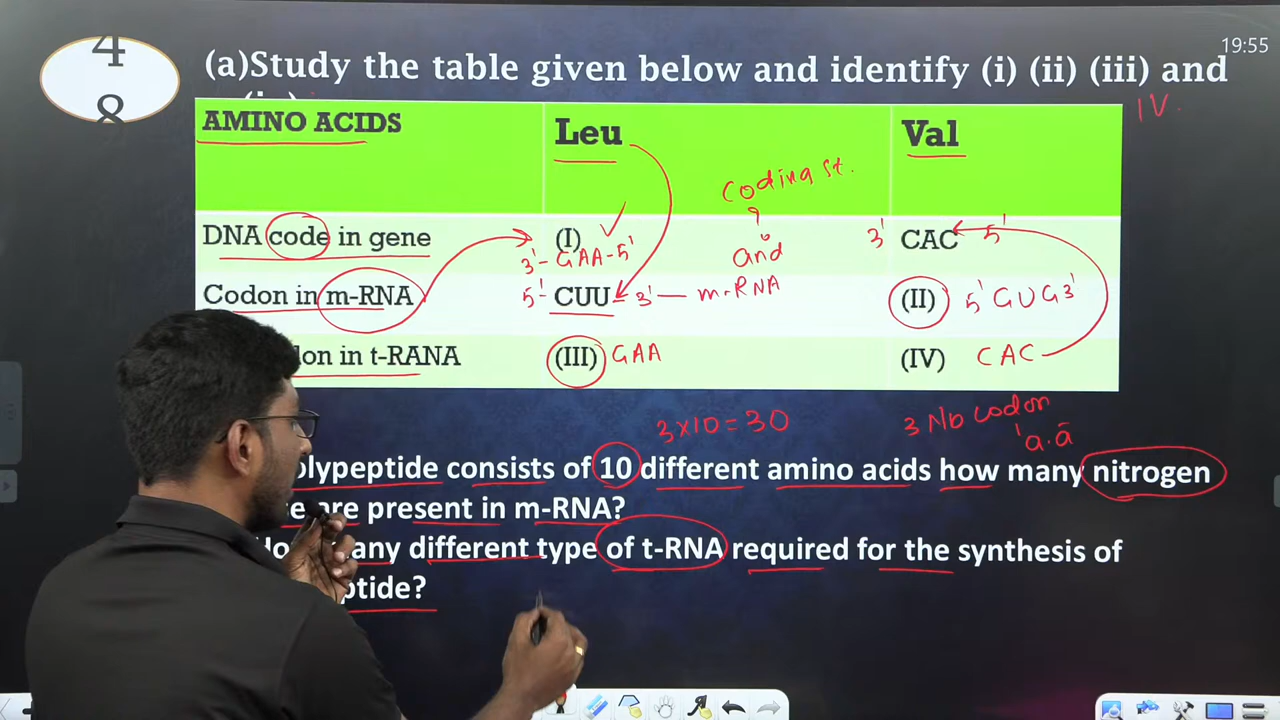 4
8
19:55
(a)Study the table given below and identify (i) (ii) (iii) and
IV.
AMINO ACIDS Leu Val
Coding st.
DNA code in gene (I) 3' CAC 5'
3'- GAA-5' and
Codon in m-RNA 5'- CUU - 3' — m-RNA (II) 5' GUG 3'
on in t-RANA (III) GAA (IV) CAC
3x10=30 3 Nb codon
1 a.a
olypeptide consists of 10 different amino acids how many nitrogen
are present in m-RNA?
many different type of t-RNA required for the synthesis of
ptide?